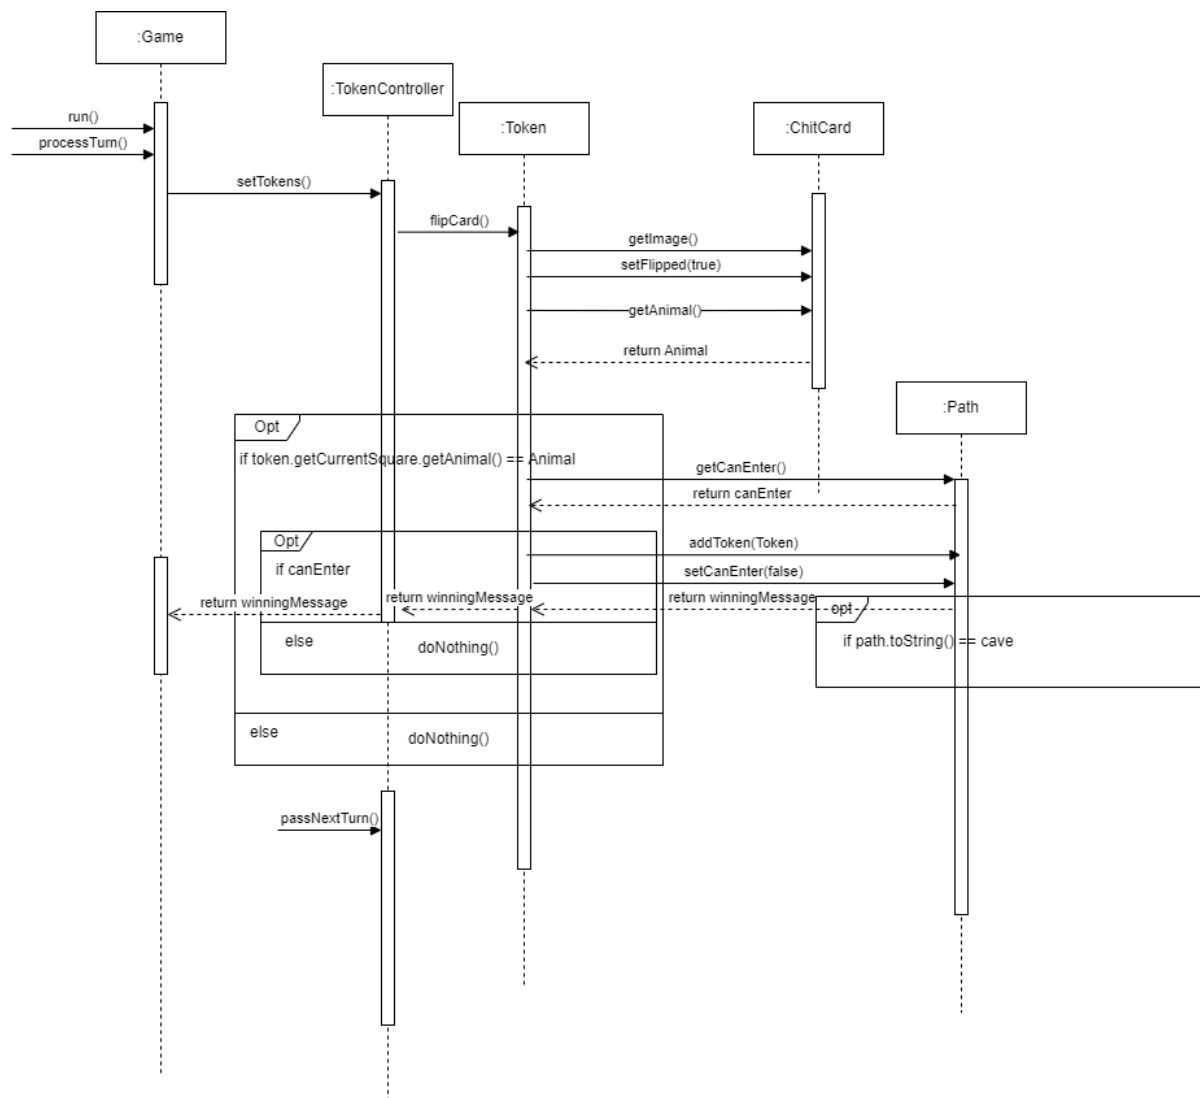 :Game
:TokenController
:Token
:ChitCard
run()
processTurn()
setTokens()
flipCard()
getImage()
setFlipped(true)
getAnimal()
return Animal
:Path
Opt
if token.getCurrentSquare.getAnimal() == Animal
getCanEnter()
return canEnter
Opt
addToken(Token)
if canEnter
setCanEnter(false)
return winningMessage
return winningMessage
return winningMessage
opt
else
doNothing()
if path.toString() == cave
else
doNothing()
passNextTurn()